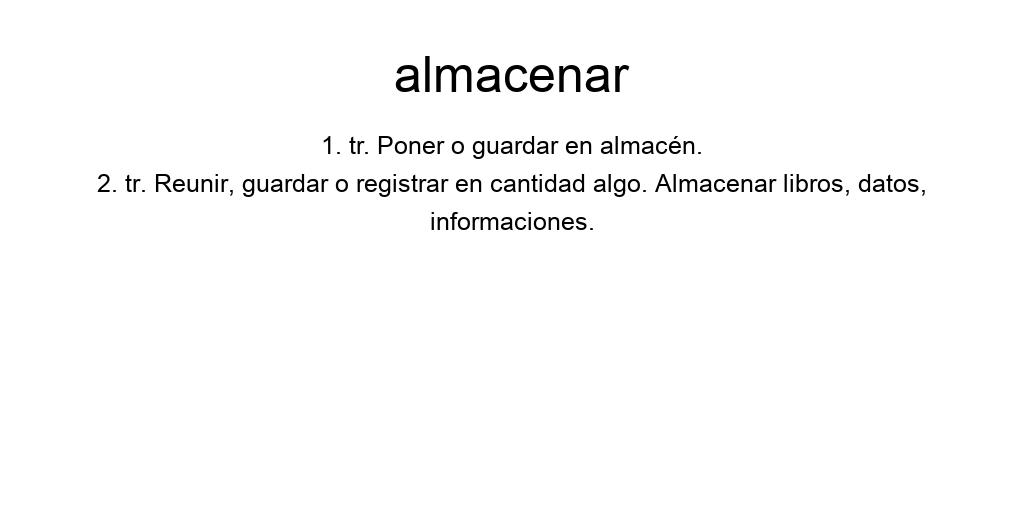 almacenar
1. tr. Poner o guardar en almacén.
2. tr. Reunir, guardar o registrar en cantidad algo. Almacenar libros, datos,
informaciones.